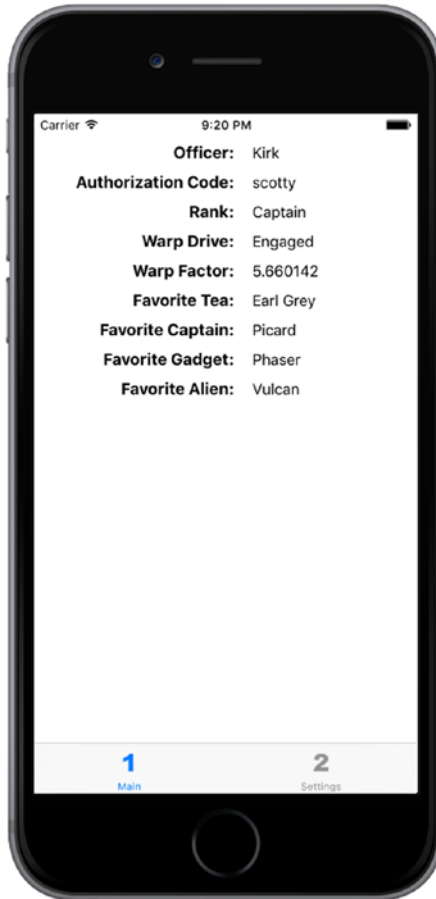 Carrier 9:20 PM
Officer: Kirk
Authorization Code: scotty
Rank: Captain
Warp Drive: Engaged
Warp Factor: 5.660142
Favorite Tea: Earl Grey
Favorite Captain: Picard
Favorite Gadget: Phaser
Favorite Alien: Vulcan
1 2
Main Settings